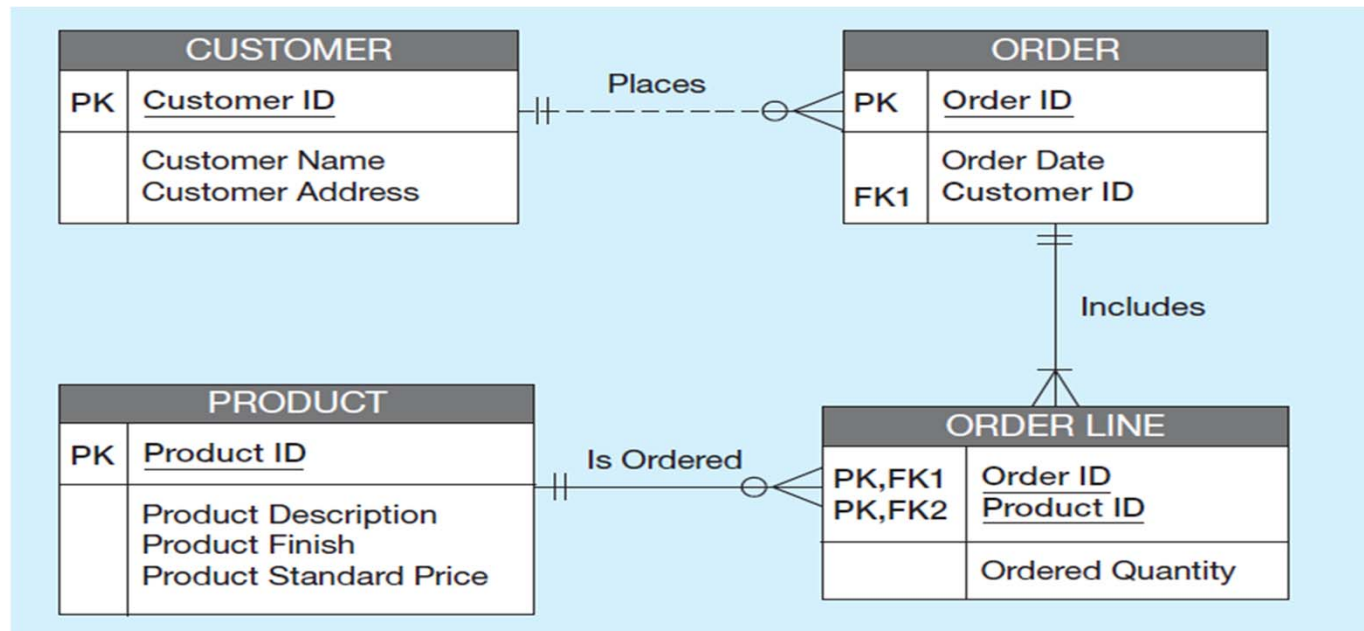 CUSTOMER
PK Customer ID
Customer Name
Customer Address
Places
ORDER
PK Order ID
Order Date
FK1 Customer ID
Includes
PRODUCT
PK Product ID
Product Description
Product Finish
Product Standard Price
Is Ordered
ORDER LINE
PK,FK1 Order ID
PK,FK2 Product ID
Ordered Quantity